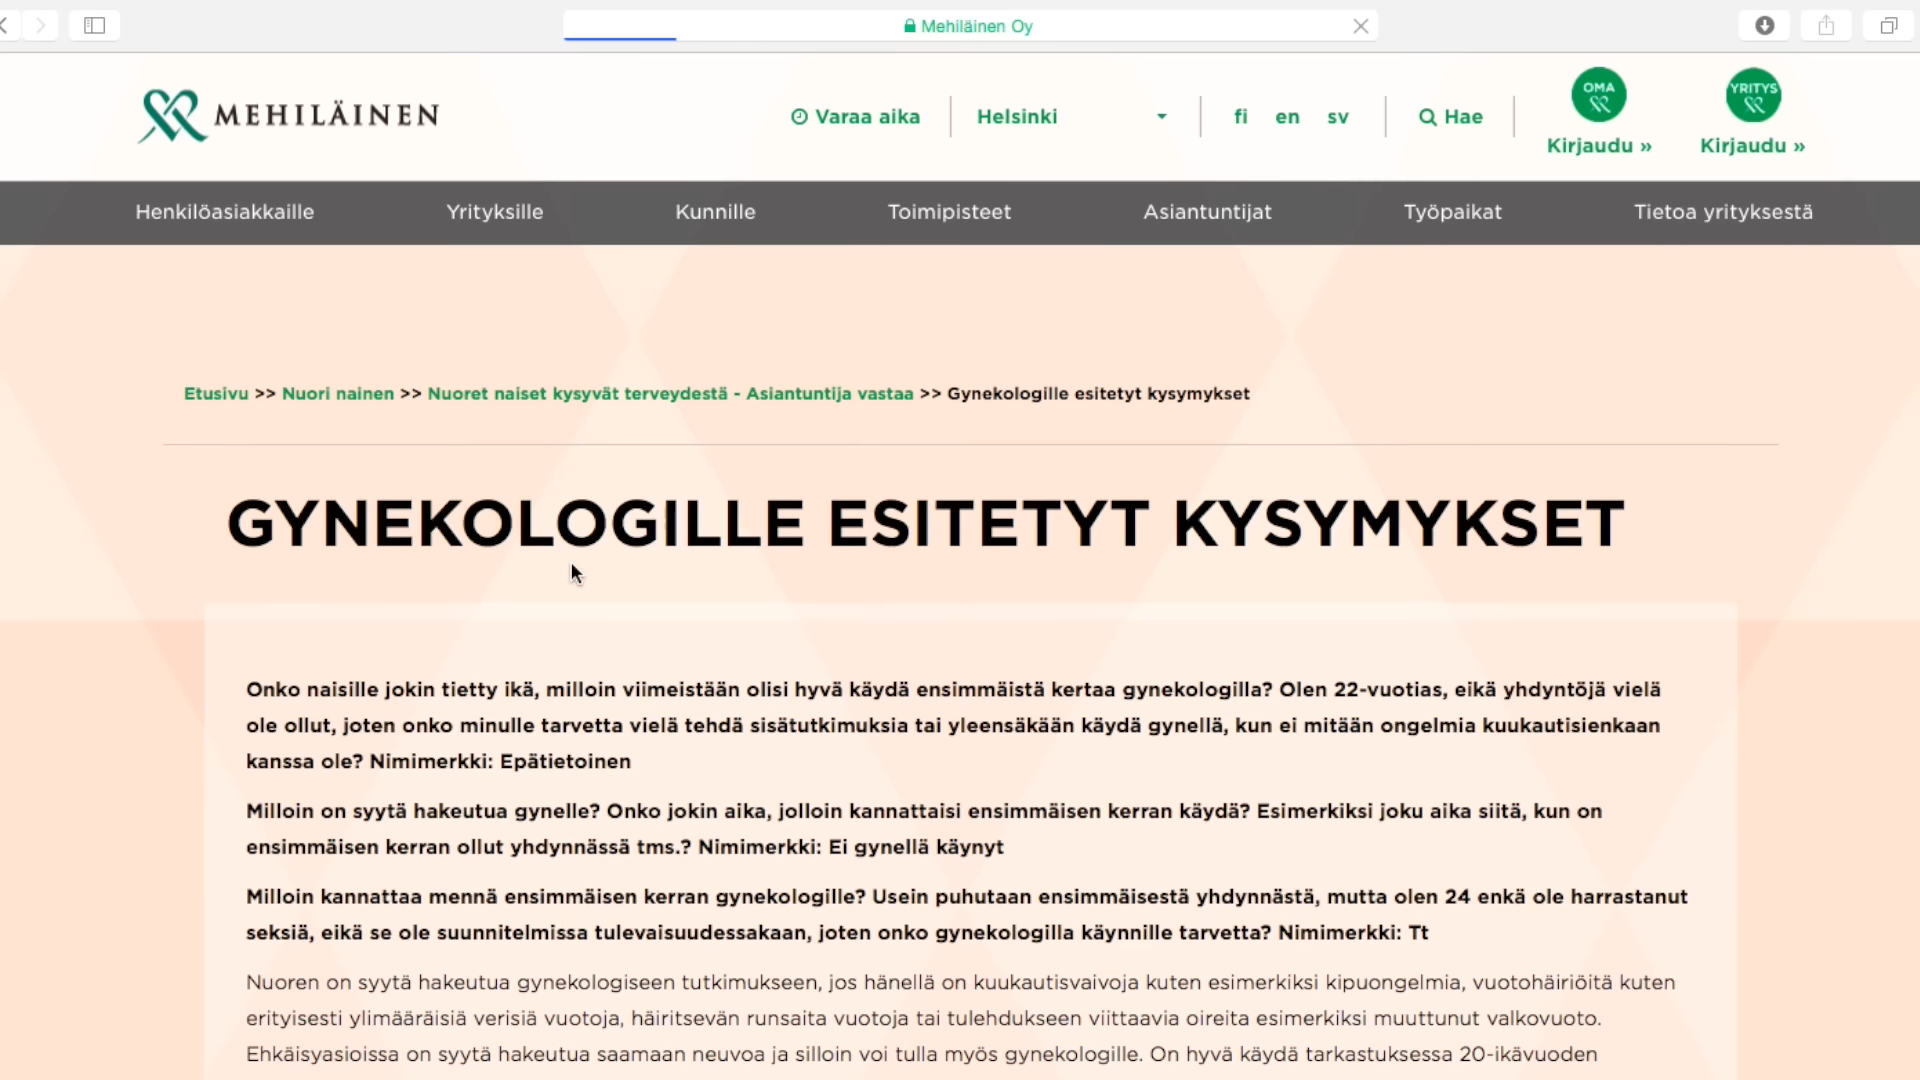 Mehiläinen Oy
MEHILÄINEN
Varaa aika
Helsinki
fi en sv
Hae
OMA
Kirjaudu »
YRITYS
Kirjaudu »
Henkilöasiakkaille Yrityksille Kunnille Toimipisteet Asiantuntijat Työpaikat Tietoa yrityksestä
Etusivu >> Nuori nainen >> Nuoret naiset kysyvät terveydestä - Asiantuntija vastaa >> Gynekologille esitetyt kysymykset
GYNEKOLOGILLE ESITETYT KYSYMYKSET
Onko naisille jokin tietty ikä, milloin viimeistään olisi hyvä käydä ensimmäistä kertaa gynekologilla? Olen 22-vuotias, eikä yhdyntöjä vielä
ole ollut, joten onko minulle tarvetta vielä tehdä sisätutkimuksia tai yleensäkään käydä gynellä, kun ei mitään ongelmia kuukautisienkaan
kanssa ole? Nimimerkki: Epätietoinen
Milloin on syytä hakeutua gynelle? Onko jokin aika, jolloin kannattaisi ensimmäisen kerran käydä? Esimerkiksi joku aika siitä, kun on
ensimmäisen kerran ollut yhdynnässä tms.? Nimimerkki: Ei gynellä käynyt
Milloin kannattaa mennä ensimmäisen kerran gynekologille? Usein puhutaan ensimmäisestä yhdynnästä, mutta olen 24 enkä ole harrastanut
seksiä, eikä se ole suunnitelmissa tulevaisuudessakaan, joten onko gynekologilla käynnille tarvetta? Nimimerkki: Tt
Nuoren on syytä hakeutua gynekologiseen tutkimukseen, jos hänellä on kuukautisvaivoja kuten esimerkiksi kipuongelmia, vuotohäiriöitä kuten
erityisesti ylimääräisiä verisiä vuotoja, häiritsevän runsaita vuotoja tai tulehdukseen viittaavia oireita esimerkiksi muuttunut valkovuoto.
Ehkäisyasioissa on syytä hakeutua saamaan neuvoa ja silloin voi tulla myös gynekologille. On hyvä käydä tarkastuksessa 20-ikävuoden